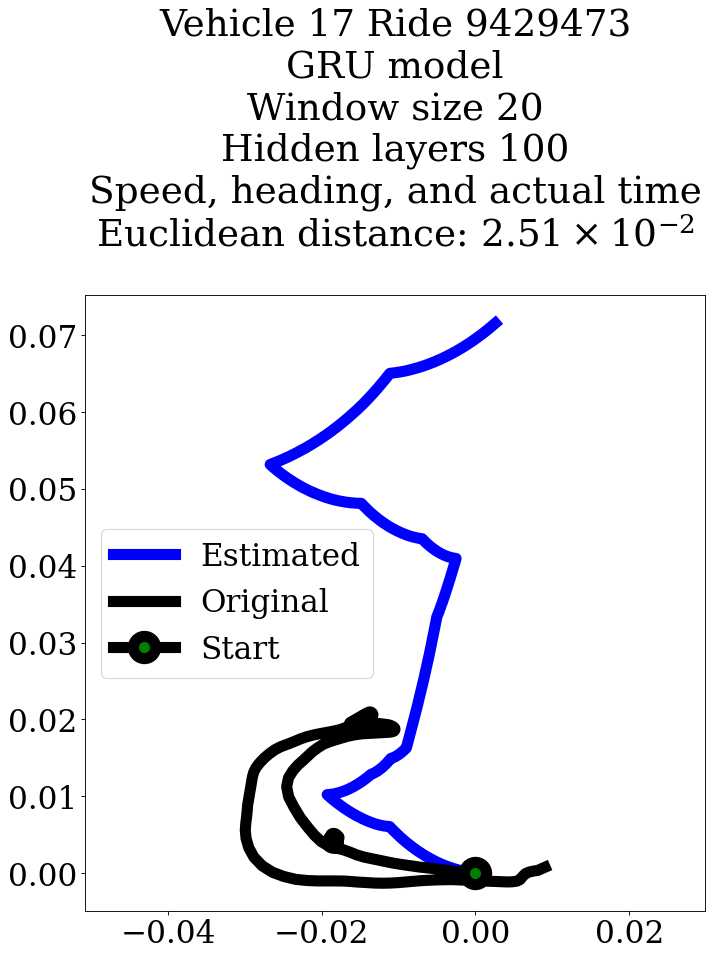 Vehicle 17 Ride 9429473
GRU model
Window size 20
Hidden layers 100
Speed, heading, and actual time
Euclidean distance: 2.51 × 10⁻²
0.07
0.06
0.05
0.04
0.03
0.02
0.01
0.00
Estimated
Original
Start
−0.04
−0.02
0.00
0.02